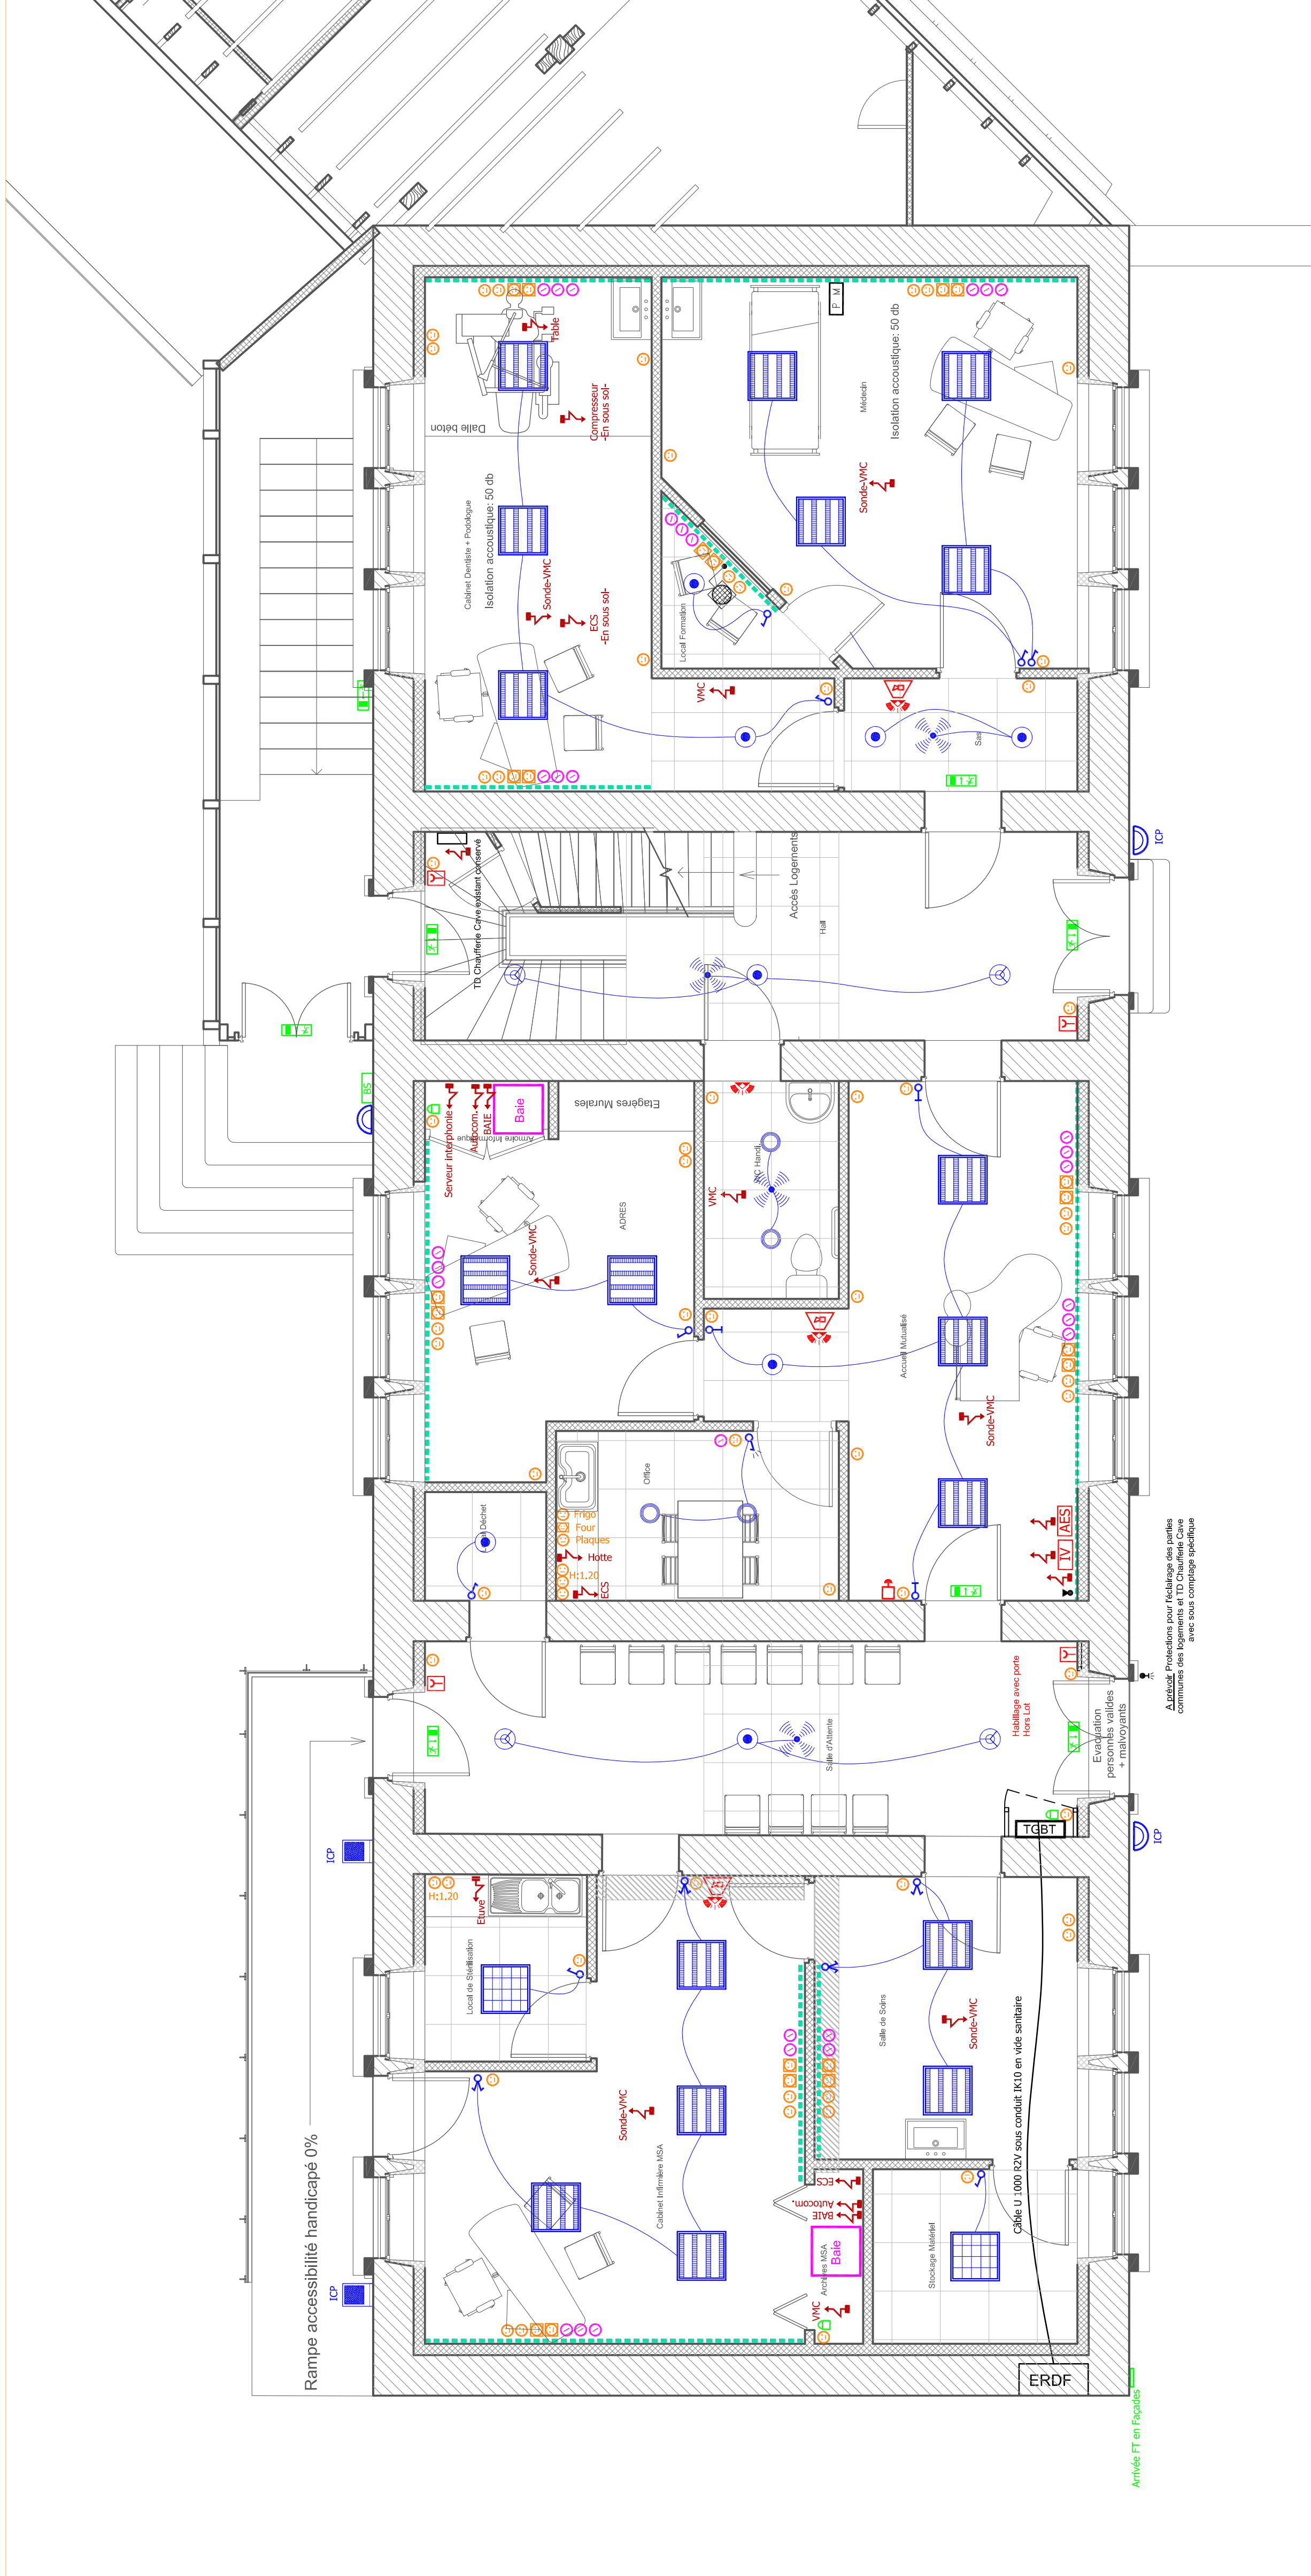 P M
Table
Dalle béton
Compresseur
-En sous sol-
Cabinet Dentiste + Podologue
Isolation accoustique: 50 db
Sonde-VMC
ECS
-En sous sol-
Médecin
Isolation accoustique: 50 db
Sonde-VMC
Local Formation
VMC
Sas
ICP
TD Chaufferie Cave existant conservé
Accès Logements
Hall
BS
Serveur Interphonie
Autocom.
BAIE
Baie
Armoire Informatique
Etagères Murales
ADRES
Sonde-VMC
WC Handi.
VMC
Accueil Mutualisé
Sonde-VMC
Office
Frigo
Four
Plaques
Hotte
H:1.20
ECS
Déchet
AES
IV
A prévoir Protections pour l'éclairage des parties
communes des logements et TD Chaufferie Cave
avec sous comptage spécifique
Salle d'Attente
Habillage avec porte
Hors Lot
Evacuation
personnes valides
+ malvoyants
TGBT
ICP
ICP
H:1.20
Etuve
Local de Stérilisation
Sonde-VMC
Cabinet Infirmière MSA
Salle de Soins
Sonde-VMC
Câble U 1000 R2V sous conduit IK10 en vide sanitaire
ECS
Autocom.
BAIE
Baie
Archives MSA
VMC
Stockage Matériel
ICP
Rampe accessibilité handicapé 0%
ERDF
Arrivée FT en Façades